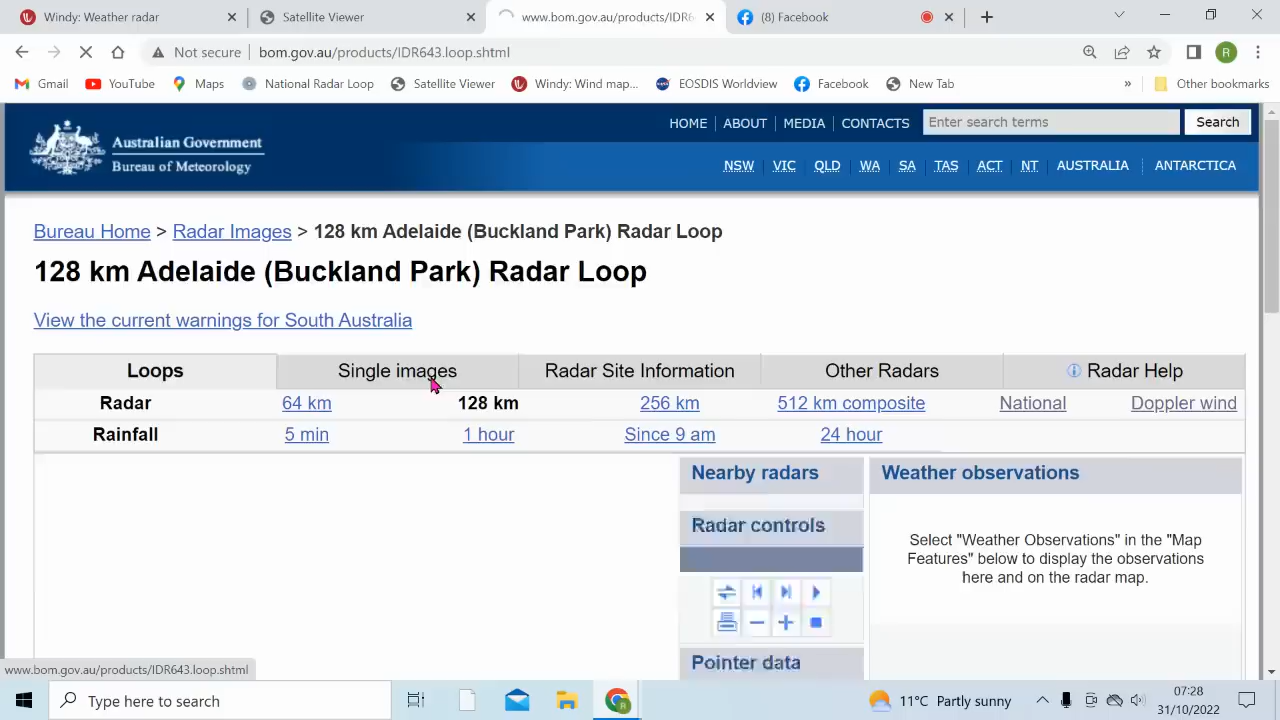 Windy: Weather radar
Satellite Viewer
www.bom.gov.au/products/IDR6
(8) Facebook
Not secure
bom.gov.au/products/IDR643.loop.shtml
R
Gmail
YouTube
Maps
National Radar Loop
Satellite Viewer
Windy: Wind map...
EOSDIS Worldview
Facebook
New Tab
»
Other bookmarks
Australian Government
Bureau of Meteorology
HOME | ABOUT | MEDIA | CONTACTS
Enter search terms
Search
NSW | VIC | QLD | WA | SA | TAS | ACT | NT | AUSTRALIA | ANTARCTICA
Bureau Home > Radar Images > 128 km Adelaide (Buckland Park) Radar Loop
128 km Adelaide (Buckland Park) Radar Loop
View the current warnings for South Australia
Loops
Single images
Radar Site Information
Other Radars
Radar Help
Radar
64 km
128 km
256 km
512 km composite
National
Doppler wind
Rainfall
5 min
1 hour
Since 9 am
24 hour
Nearby radars
Radar controls
Pointer data
Weather observations
Select "Weather Observations" in the "Map
Features" below to display the observations
here and on the radar map.
www.bom.gov.au/products/IDR643.loop.shtml
Type here to search
R
11°C Partly sunny
07:28
31/10/2022